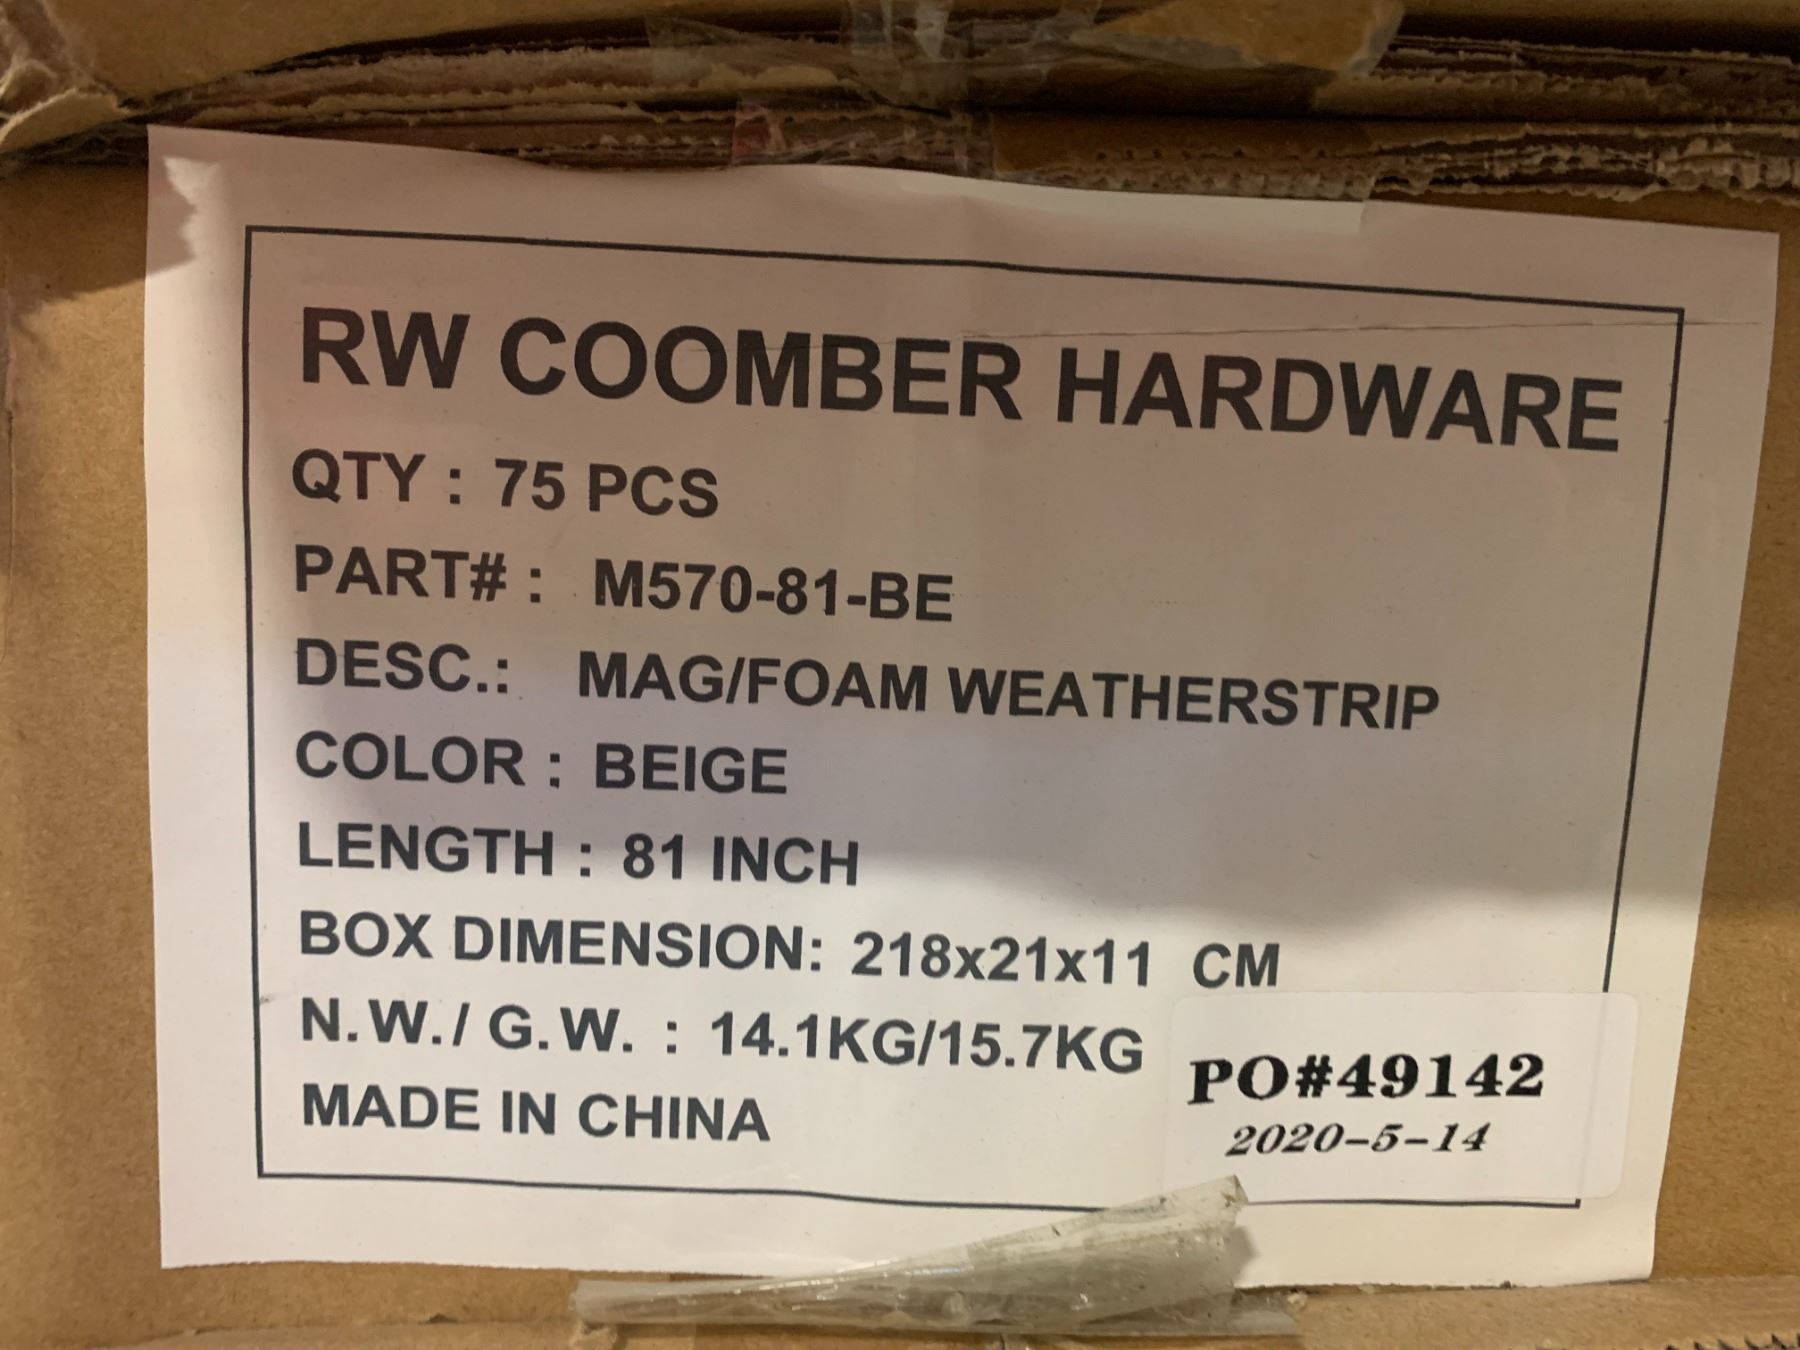 RW COOMBER HARDWARE
QTY : 75 PCS
PART# : M570-81-BE
DESC.: MAG/FOAM WEATHERSTRIP
COLOR : BEIGE
LENGTH : 81 INCH
BOX DIMENSION: 218x21x11 CM
N.W./ G.W. : 14.1KG/15.7KG
MADE IN CHINA
PO#49142
2020-5-14